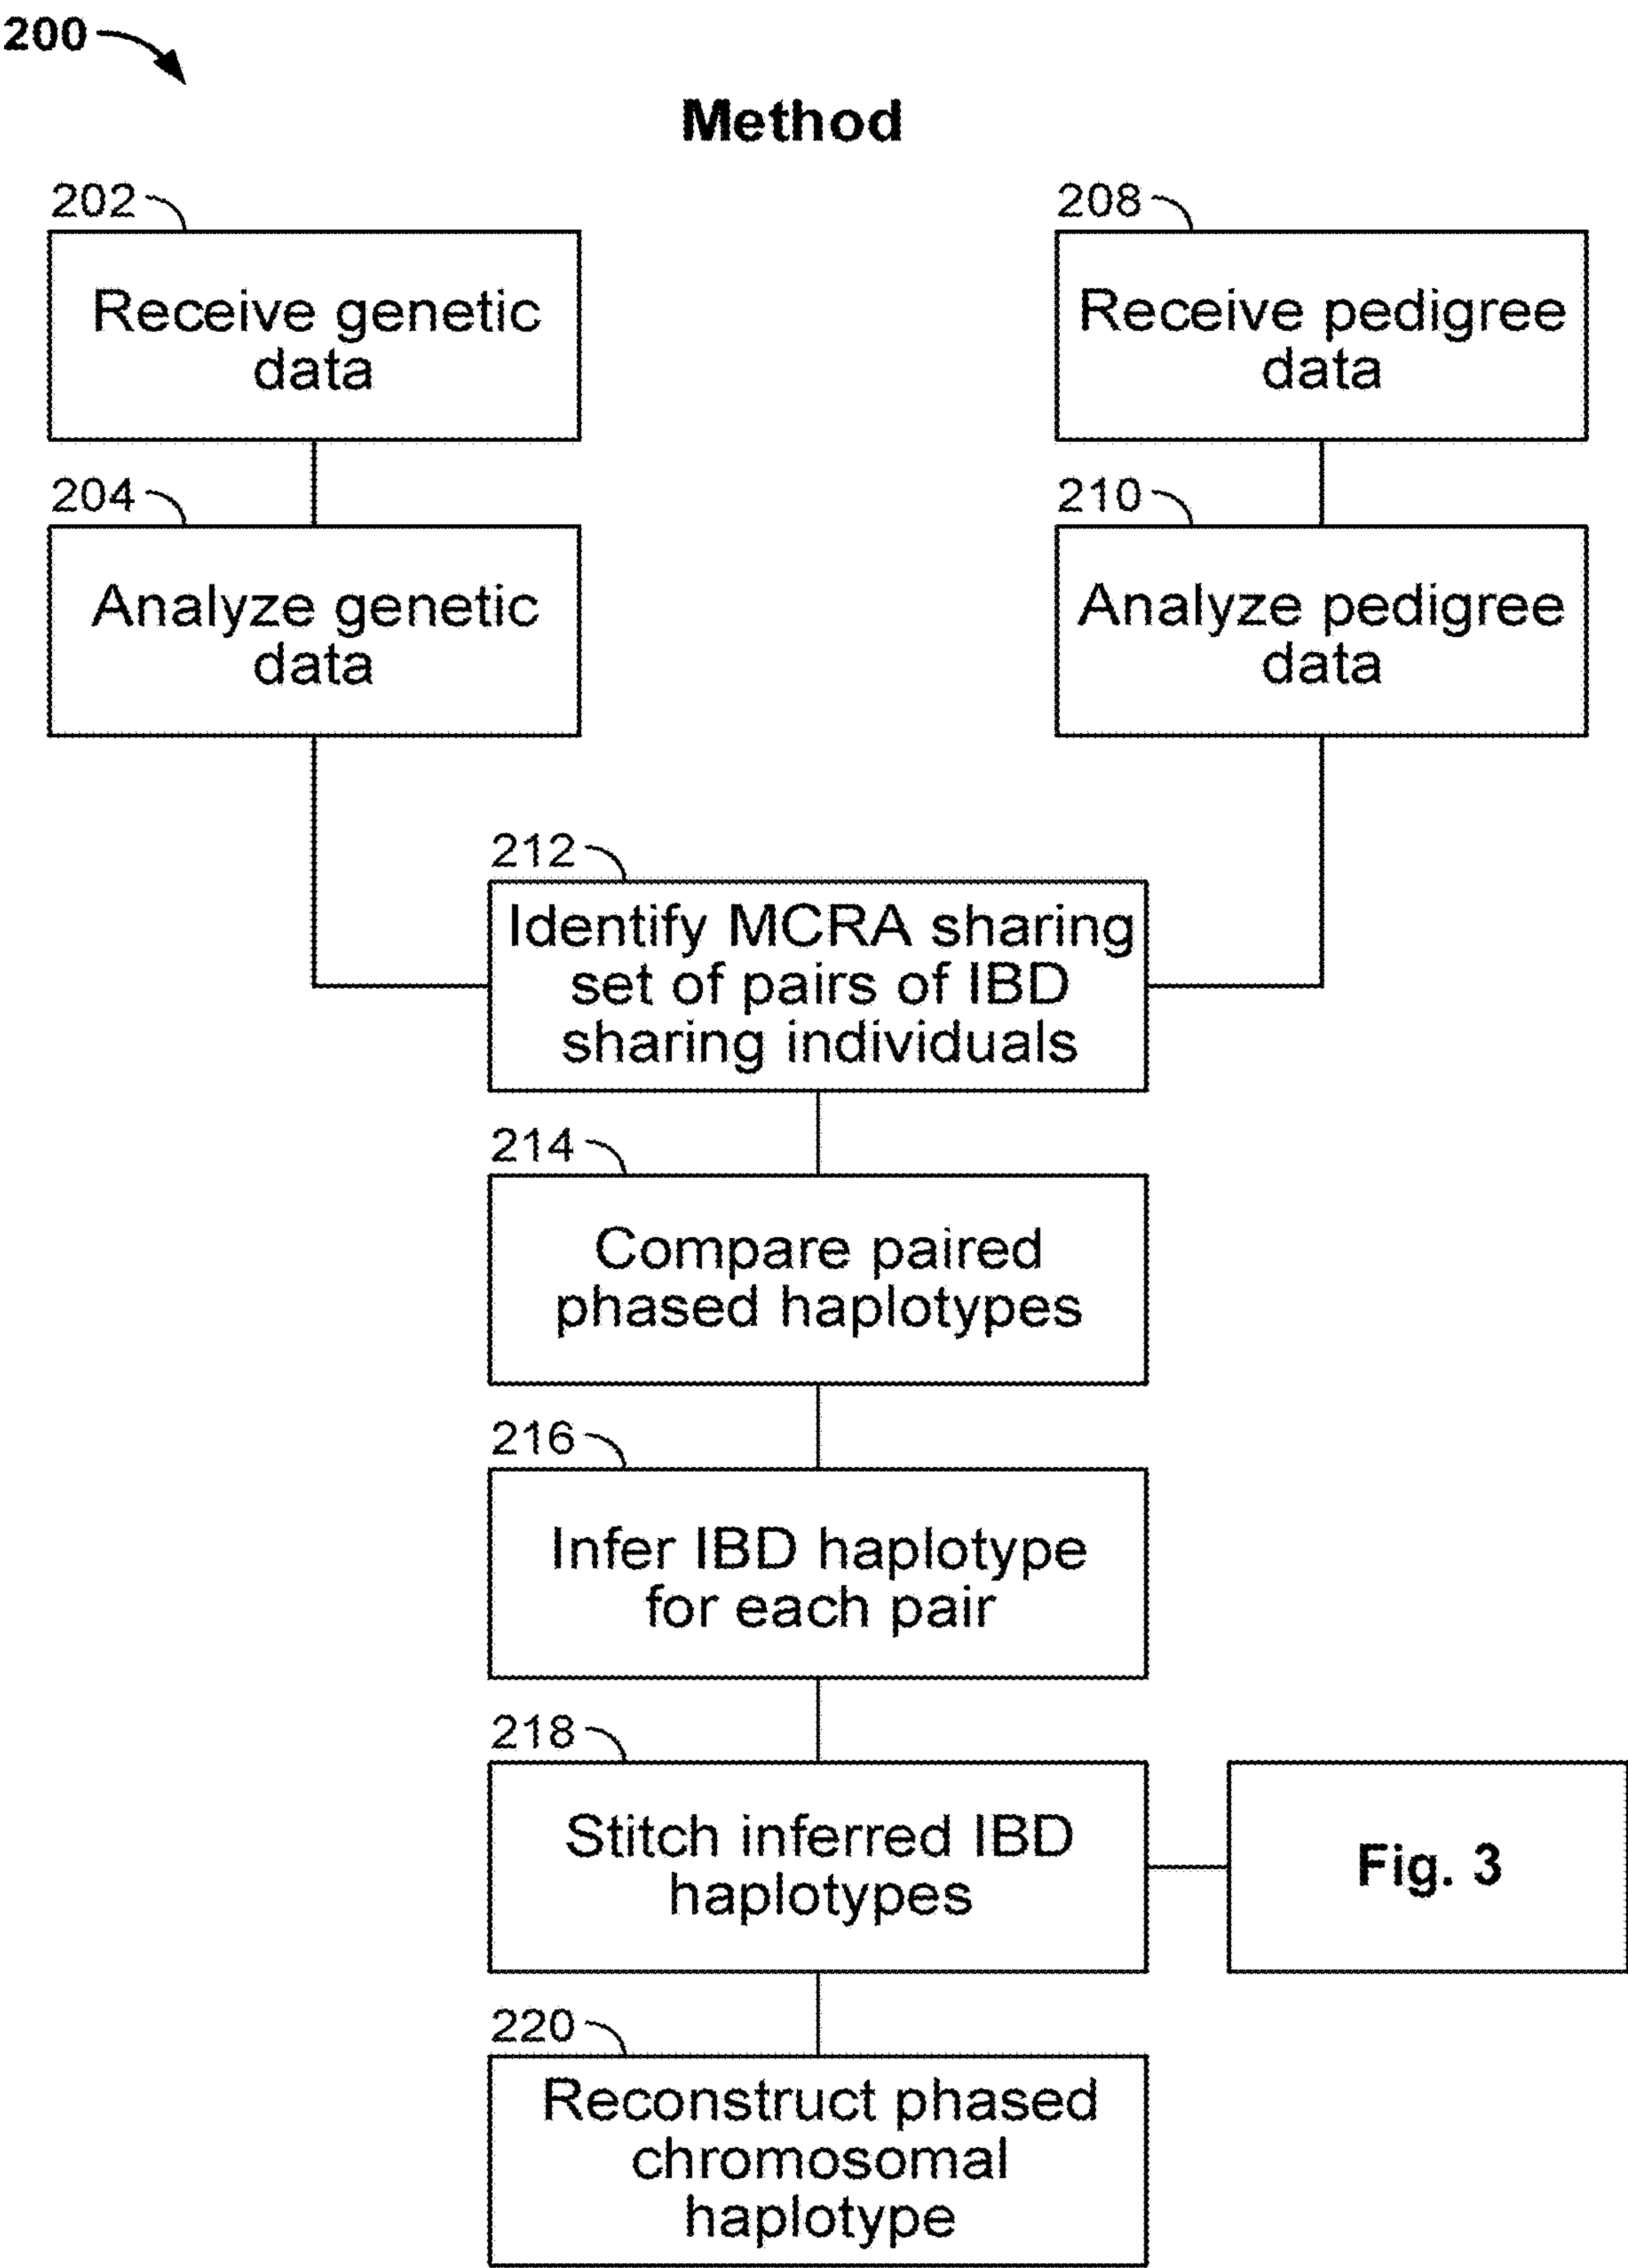 200
Method
202
Receive genetic
data
208
Receive pedigree
data
204
Analyze genetic
data
210
Analyze pedigree
data
212
Identify MCRA sharing
set of pairs of IBD
sharing individuals
214
Compare paired
phased haplotypes
216
Infer IBD haplotype
for each pair
218
Stitch inferred IBD
haplotypes
Fig. 3
220
Reconstruct phased
chromosomal
haplotype